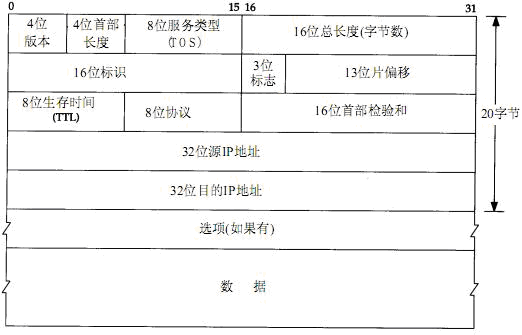 0 15 16 31
4位 4位首部 8位服务类型 16位总长度(字节数)
版本 长度 (TOS)
16位标识 3位 13位片偏移
标志
8位生存时间 8位协议 16位首部检验和
(TTL)
20字节
32位源IP地址
32位目的IP地址
选项(如果有)
数 据